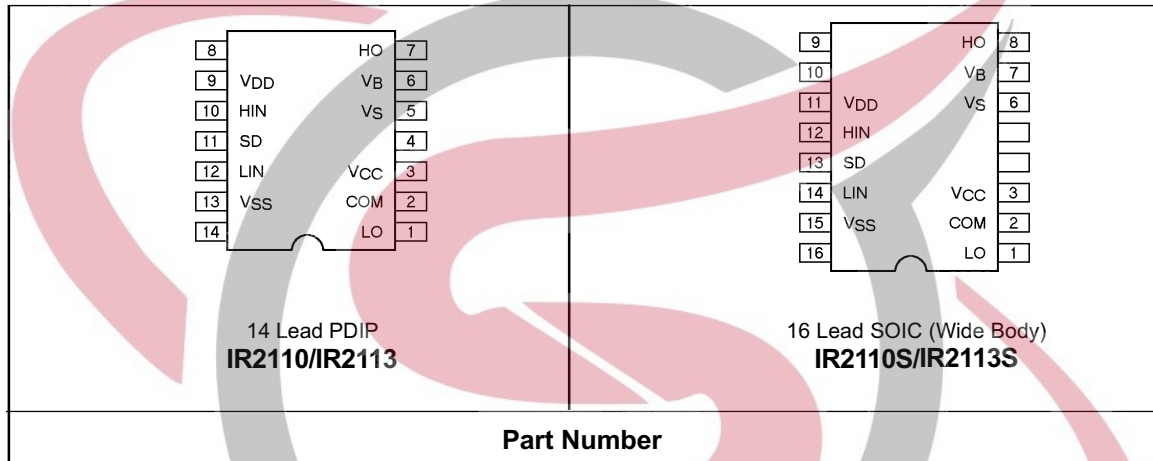 8 HO 7
9 VDD VB 6
10 HIN VS 5
11 SD 4
12 LIN VCC 3
13 VSS COM 2
14 LO 1
14 Lead PDIP
IR2110/IR2113
9 HO 8
10 VB 7
11 VDD VS 6
12 HIN
13 SD
14 LIN VCC 3
15 VSS COM 2
16 LO 1
16 Lead SOIC (Wide Body)
IR2110S/IR2113S
Part Number